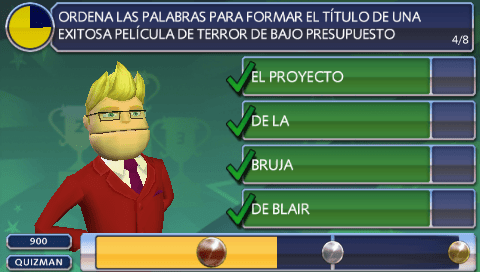 ORDENA LAS PALABRAS PARA FORMAR EL TÍTULO DE UNA
EXITOSA PELÍCULA DE TERROR DE BAJO PRESUPUESTO
4/8
EL PROYECTO
DE LA
BRUJA
DE BLAIR
900
QUIZMAN